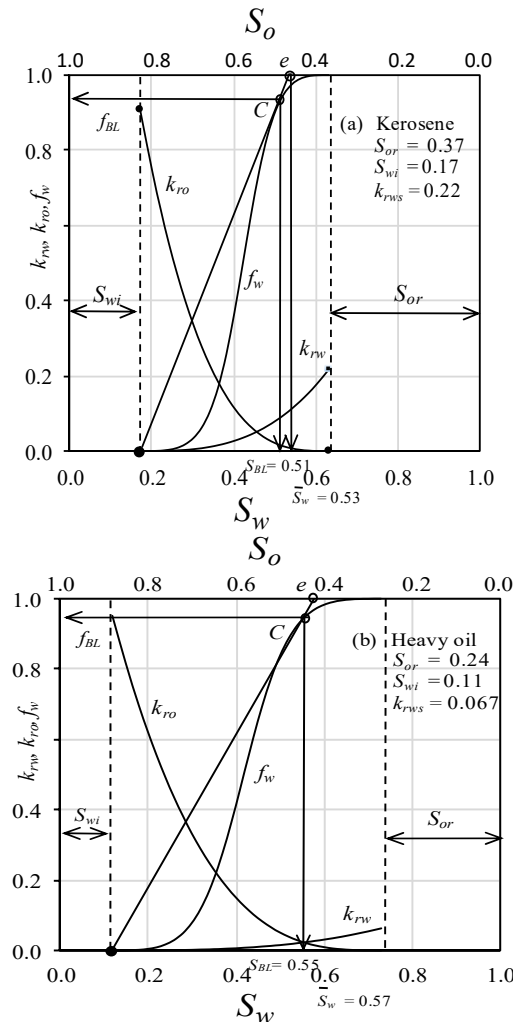 S_o
1.0 0.8 0.6 e 0.4 0.2 0.0
1.0
f_BL
C
(a) Kerosene
S_or = 0.37
S_wi = 0.17
k_rws = 0.22
0.8
k_ro
k_rw, k_ro, f_w
0.6
f_w
0.4
S_wi
S_or
k_rw
0.2
0.0
S_BL = 0.51
0.0 0.2 0.4 0.6 0.8 1.0
S̄_w = 0.53
S_w
S_o
1.0 0.8 0.6 e 0.4 0.2 0.0
1.0
f_BL
C
(b) Heavy oil
S_or = 0.24
S_wi = 0.11
k_rws = 0.067
0.8
k_ro
k_rw, k_ro, f_w
0.6
f_w
0.4
S_wi
S_or
0.2
k_rw
0.0
S_BL = 0.55
0.0 0.2 0.4 0.6 0.8 1.0
S̄_w = 0.57
S_w